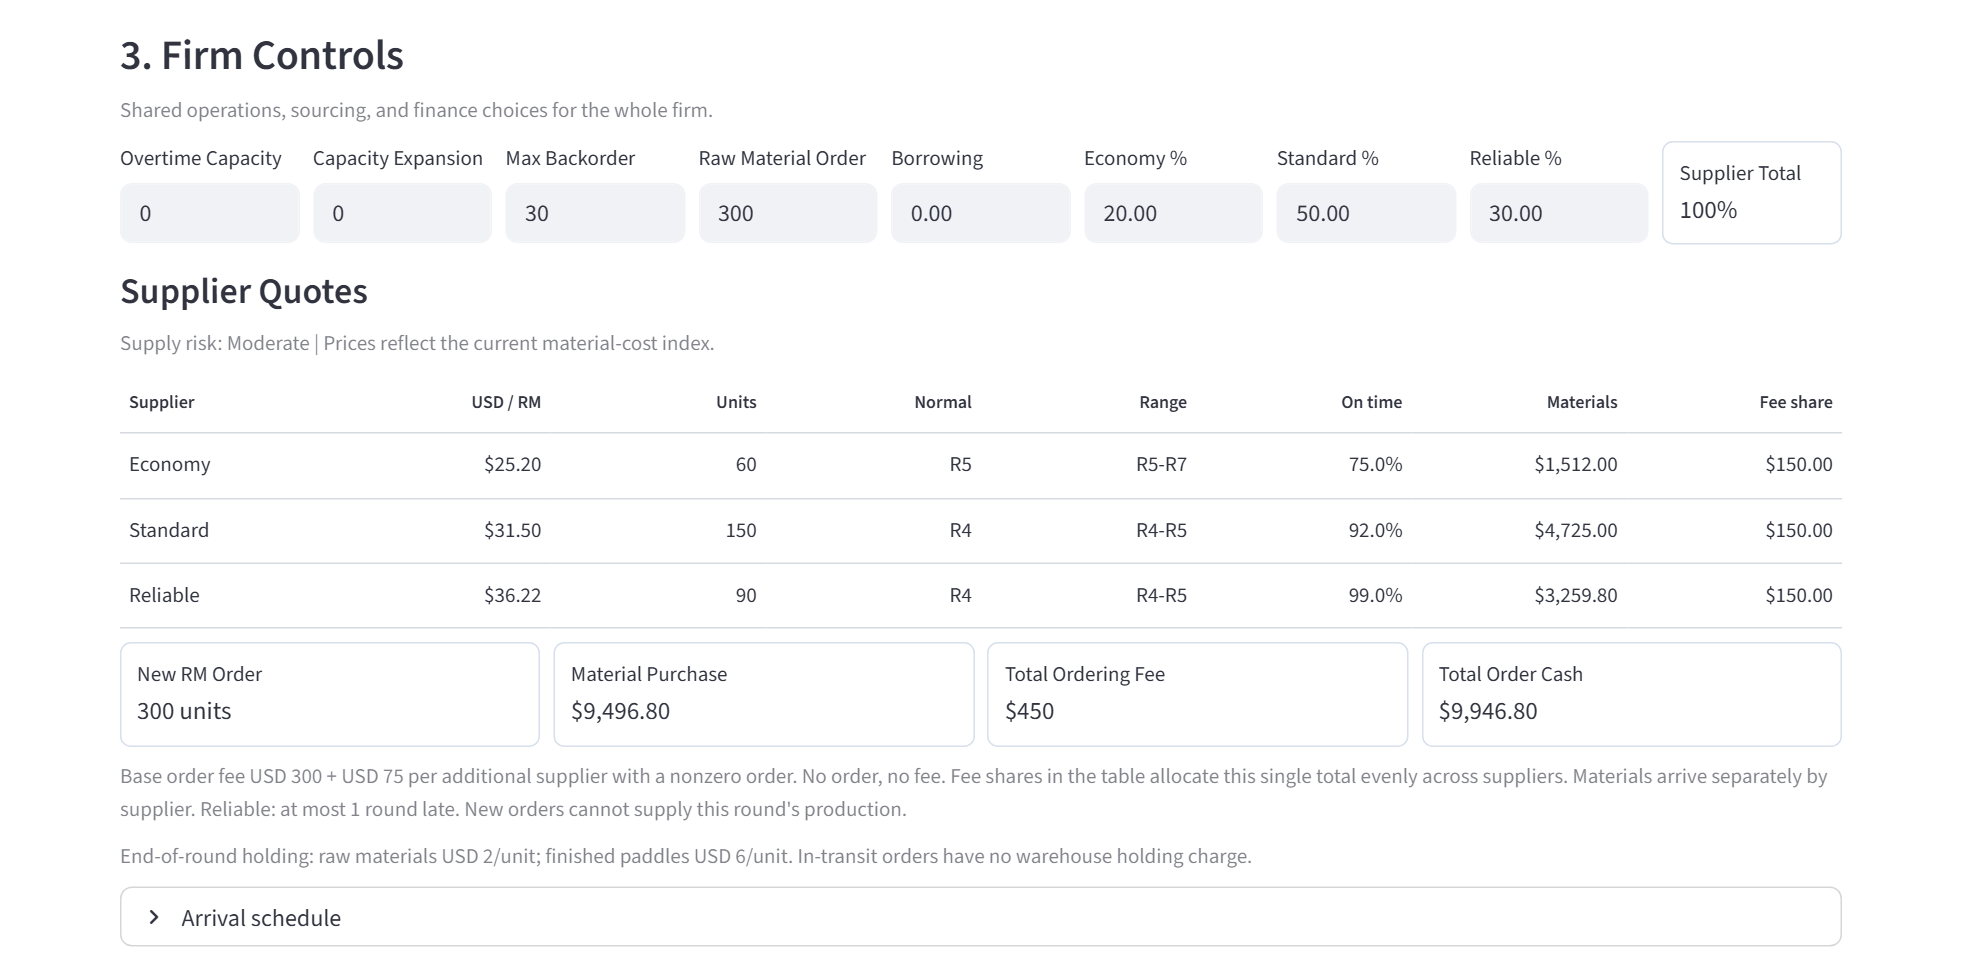 3. Firm Controls
Shared operations, sourcing, and finance choices for the whole firm.
Overtime Capacity Capacity Expansion Max Backorder Raw Material Order Borrowing Economy % Standard % Reliable % Supplier Total
0 0 30 300 0.00 20.00 50.00 30.00 100%
Supplier Quotes
Supply risk: Moderate | Prices reflect the current material-cost index.
Supplier USD / RM Units Normal Range On time Materials Fee share
Economy $25.20 60 R5 R5-R7 75.0% $1,512.00 $150.00
Standard $31.50 150 R4 R4-R5 92.0% $4,725.00 $150.00
Reliable $36.22 90 R4 R4-R5 99.0% $3,259.80 $150.00
New RM Order Material Purchase Total Ordering Fee Total Order Cash
300 units $9,496.80 $450 $9,946.80
Base order fee USD 300 + USD 75 per additional supplier with a nonzero order. No order, no fee. Fee shares in the table allocate this single total evenly across suppliers. Materials arrive separately by
supplier. Reliable: at most 1 round late. New orders cannot supply this round's production.
End-of-round holding: raw materials USD 2/unit; finished paddles USD 6/unit. In-transit orders have no warehouse holding charge.
Arrival schedule